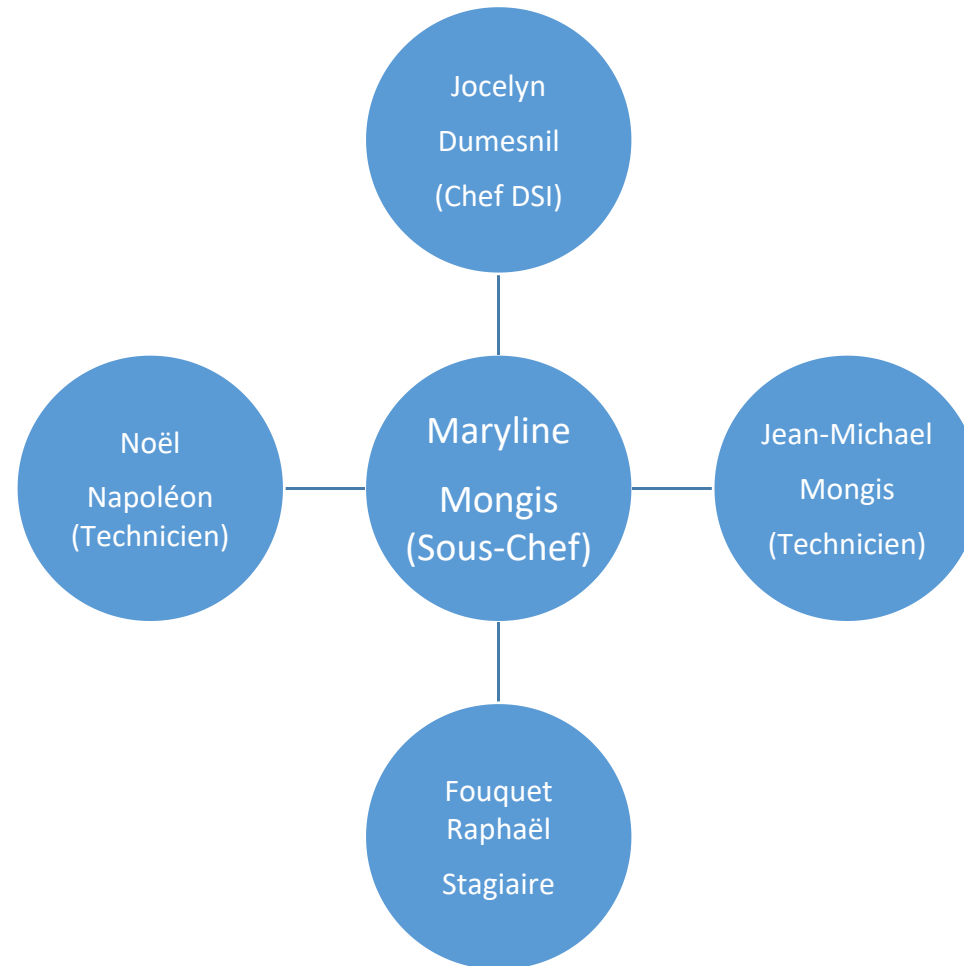 Jocelyn
Dumesnil
(Chef DSI)
Noël
Napoléon
(Technicien)
Maryline
Mongis
(Sous-Chef)
Jean-Michael
Mongis
(Technicien)
Fouquet
Raphaël
Stagiaire